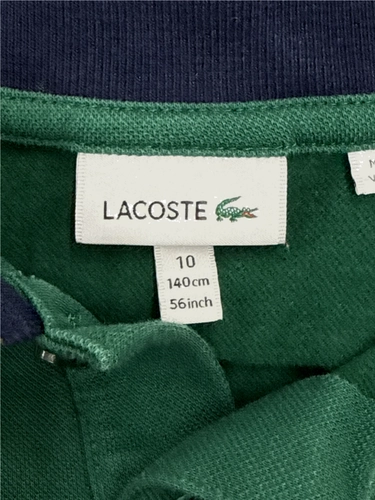 LACOSTE
10
140cm
56inch